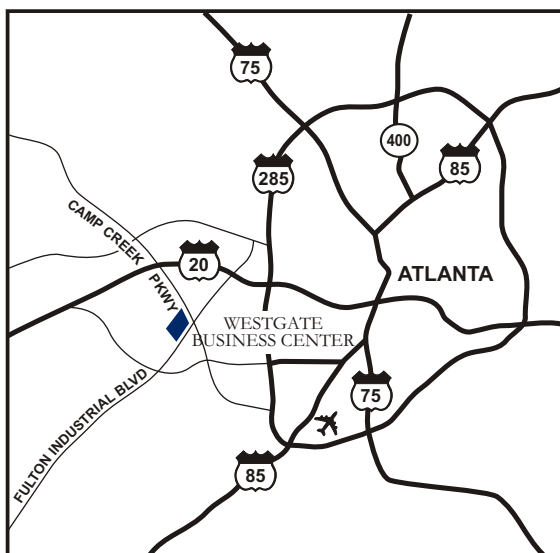 75
400
85
285
CAMP CREEK PKWY
20
ATLANTA
WESTGATE
BUSINESS CENTER
75
FULTON INDUSTRIAL BLVD
85